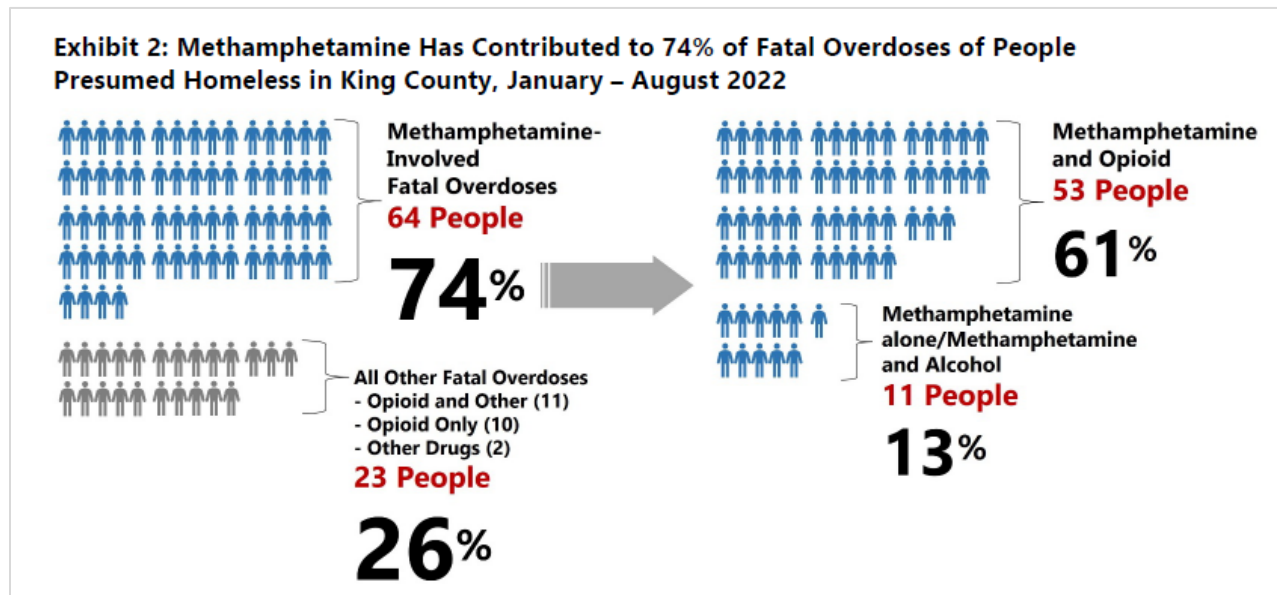 Exhibit 2: Methamphetamine Has Contributed to 74% of Fatal Overdoses of People
Presumed Homeless in King County, January – August 2022
Methamphetamine-
Involved
Fatal Overdoses
64 People
74%
All Other Fatal Overdoses
- Opioid and Other (11)
- Opioid Only (10)
- Other Drugs (2)
23 People
26%
Methamphetamine
and Opioid
53 People
61%
Methamphetamine
alone/Methamphetamine
and Alcohol
11 People
13%